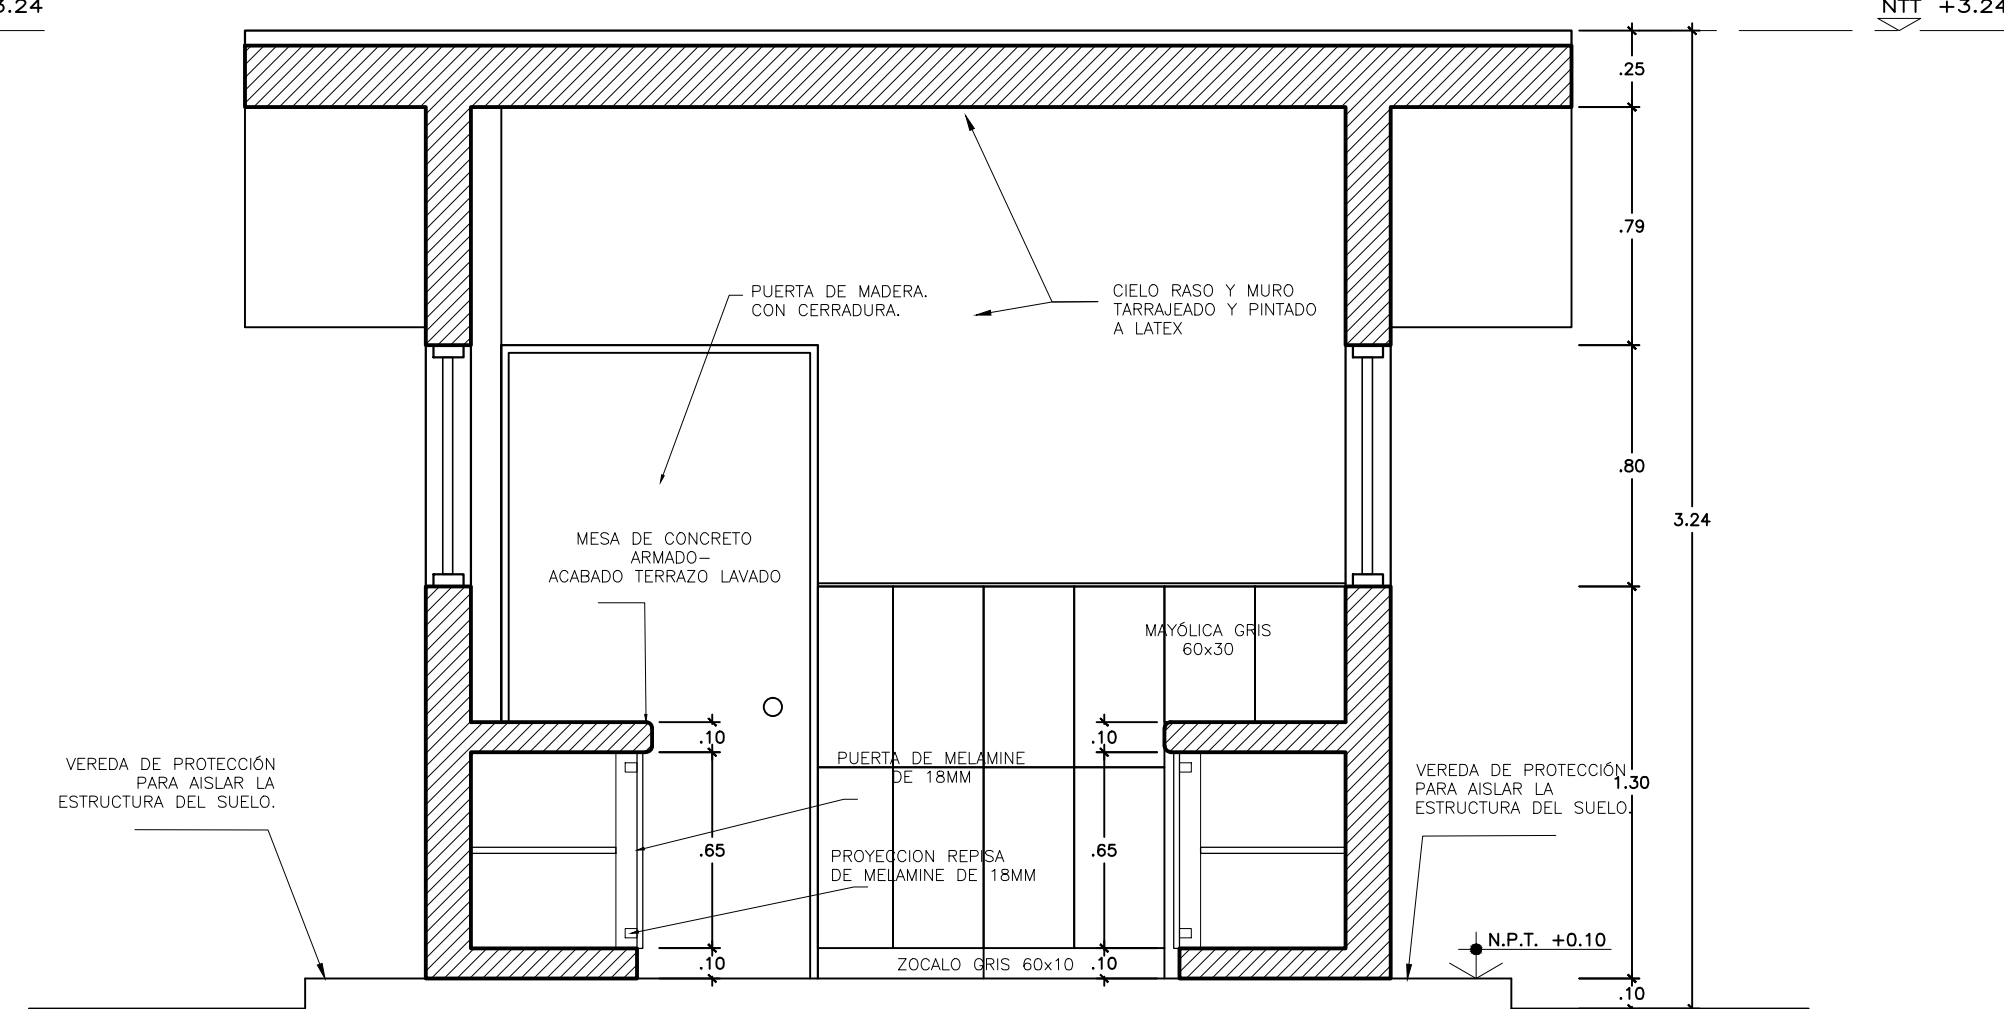 3.24
NTT +3.24
.25
.79
PUERTA DE MADERA.
CON CERRADURA.
CIELO RASO Y MURO
TARRAJEADO Y PINTADO
A LATEX
.80
3.24
MESA DE CONCRETO
ARMADO-
ACABADO TERRAZO LAVADO
MAYÓLICA GRIS
60x30
.10
.10
PUERTA DE MELAMINE
DE 18MM
VEREDA DE PROTECCIÓN
PARA AISLAR LA
ESTRUCTURA DEL SUELO.
VEREDA DE PROTECCIÓN
PARA AISLAR LA
ESTRUCTURA DEL SUELO.
1.30
.65
.65
PROYECCION REPISA
DE MELAMINE DE 18MM
N.P.T. +0.10
.10
ZOCALO GRIS 60x10
.10
.10